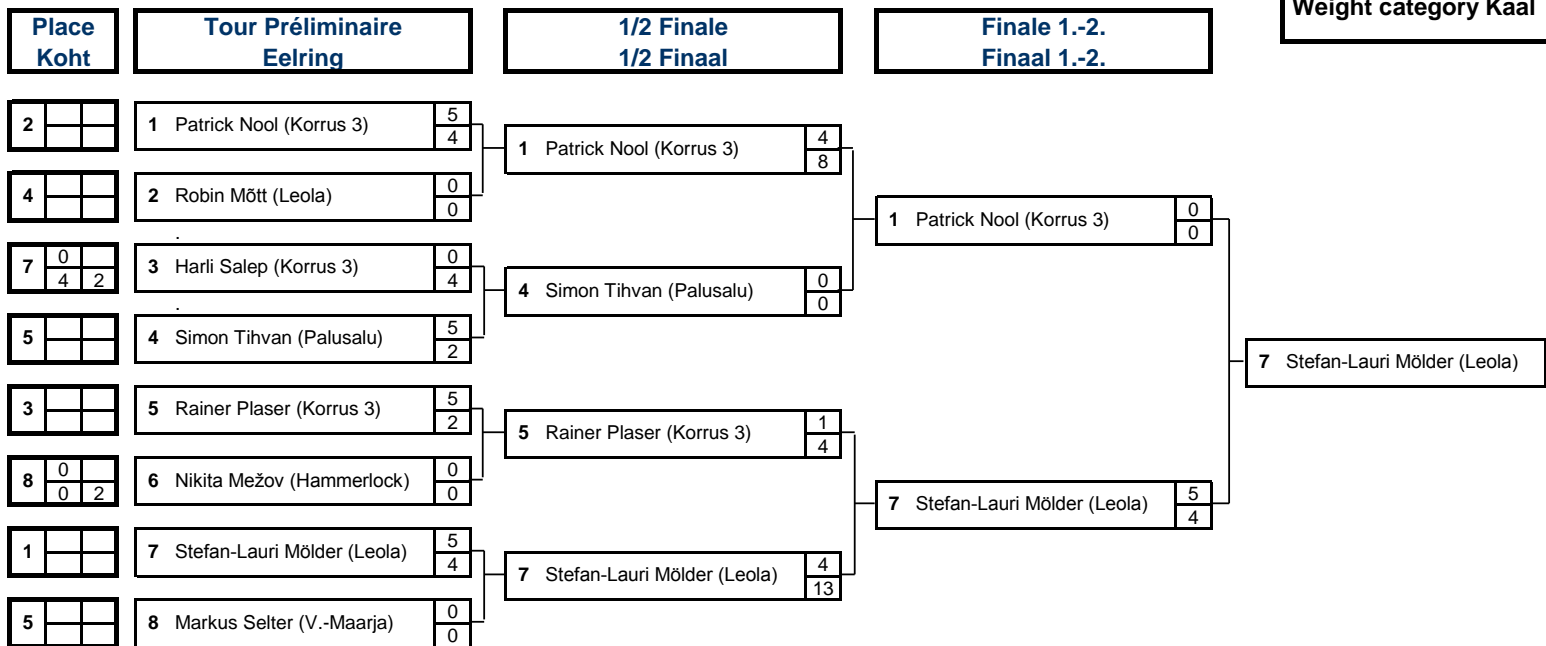 Weight category Kaal
Place Tour Préliminaire 1/2 Finale Finale 1.-2.
Koht Eelring 1/2 Finaal Finaal 1.-2.
2 1 Patrick Nool (Korrus 3) 5
4
1 Patrick Nool (Korrus 3) 4
8
4 2 Robin Mõtt (Leola) 0
0
1 Patrick Nool (Korrus 3) 0
0
.
7 0 3 Harli Salep (Korrus 3) 0
4 2 4
4 Simon Tihvan (Palusalu) 0
0
.
5 4 Simon Tihvan (Palusalu) 5
2
7 Stefan-Lauri Mölder (Leola)
3 5 Rainer Plaser (Korrus 3) 5
2
5 Rainer Plaser (Korrus 3) 1
4
8 0 6 Nikita Mežov (Hammerlock) 0
0 2 0
7 Stefan-Lauri Mölder (Leola) 5
4
1 7 Stefan-Lauri Mölder (Leola) 5
4
7 Stefan-Lauri Mölder (Leola) 4
13
5 8 Markus Selter (V.-Maarja) 0
0